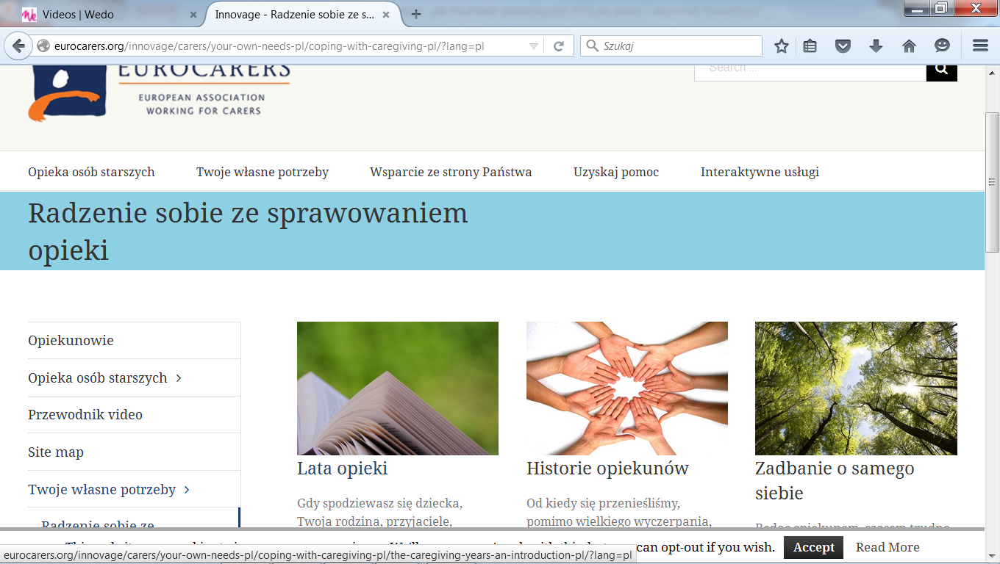 Videos | Wedo
Innovage - Radzenie sobie ze s...
eurocarers.org/innovage/carers/your-own-needs-pl/coping-with-caregiving-pl/?lang=pl
Szukaj
EUROCARERS
Search ...
EUROPEAN ASSOCIATION
WORKING FOR CARERS
Opieka osób starszych
Twoje własne potrzeby
Wsparcie ze strony Państwa
Uzyskaj pomoc
Interaktywne usługi
Radzenie sobie ze sprawowaniem
opieki
Opiekunowie
Opieka osób starszych
Przewodnik video
Site map
Twoje własne potrzeby
Radzenie sobie ze
Lata opieki
Gdy spodziewasz się dziecka,
Twoja rodzina, przyjaciele,
Historie opiekunów
Od kiedy się przenieśliśmy,
pomimo wielkiego wyczerpania,
Zadbanie o samego
siebie
can opt-out if you wish.
Accept
Read More
eurocarers.org/innovage/carers/your-own-needs-pl/coping-with-caregiving-pl/the-caregiving-years-an-introduction-pl/?lang=pl